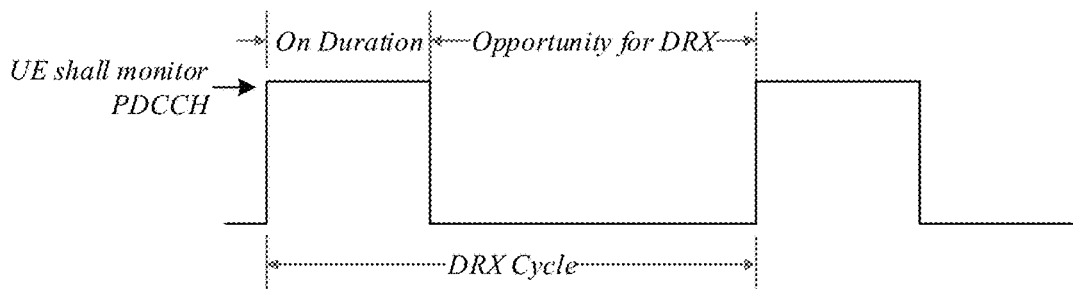 On Duration
Opportunity for DRX
UE shall monitor
PDCCH
DRX Cycle